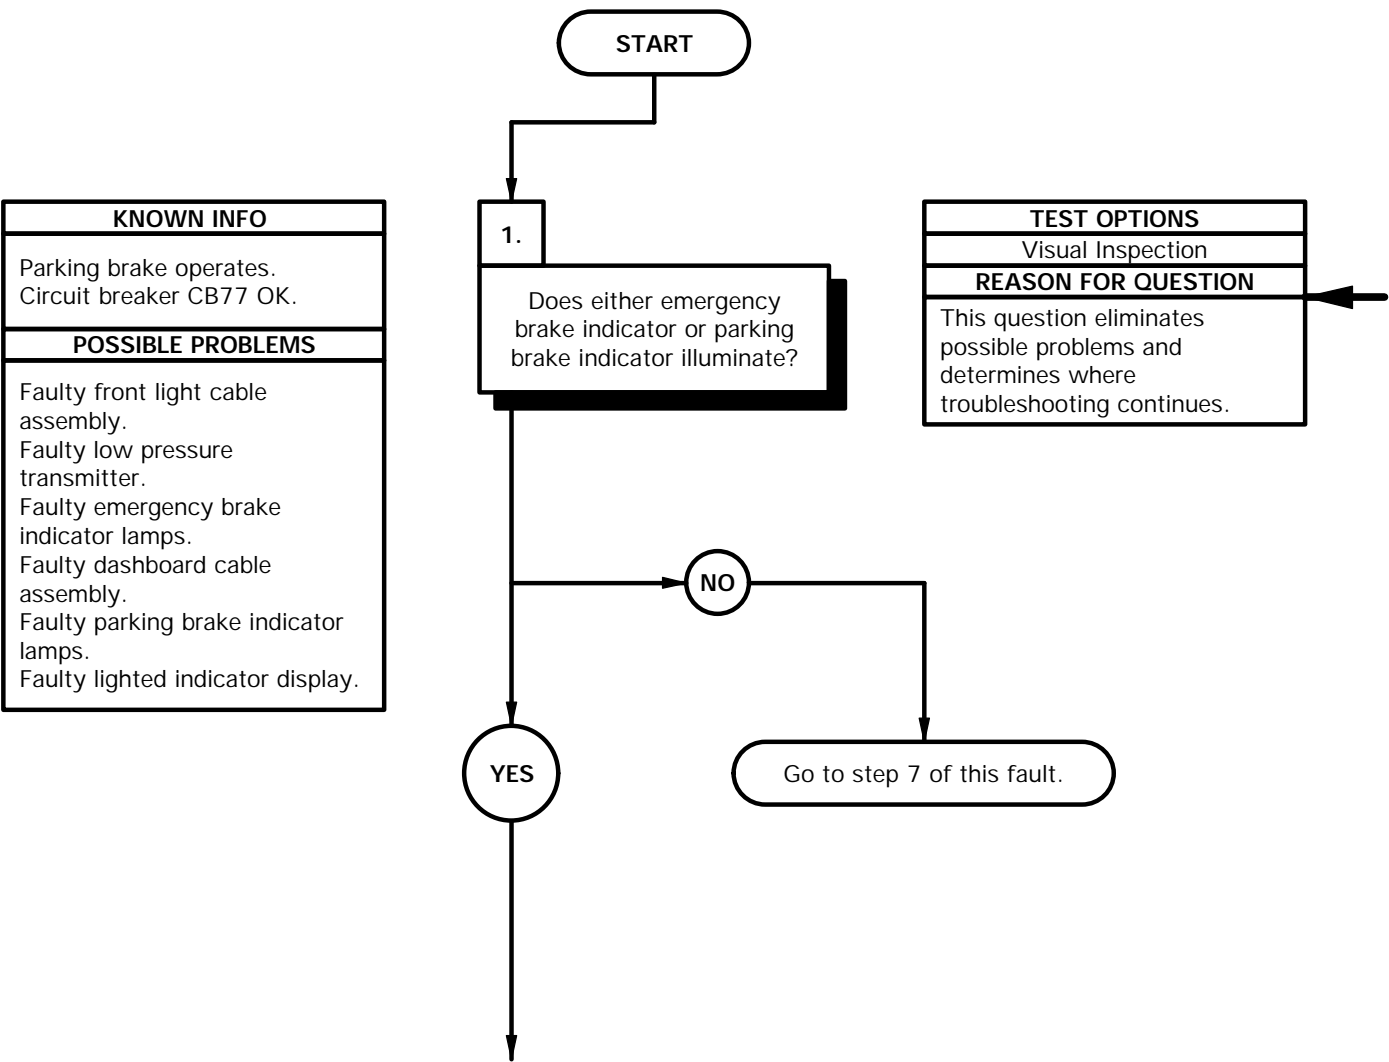 START
KNOWN INFO
Parking brake operates.
Circuit breaker CB77 OK.
POSSIBLE PROBLEMS
Faulty front light cable
assembly.
Faulty low pressure
transmitter.
Faulty emergency brake
indicator lamps.
Faulty dashboard cable
assembly.
Faulty parking brake indicator
lamps.
Faulty lighted indicator display.
1.
Does either emergency
brake indicator or parking
brake indicator illuminate?
TEST OPTIONS
Visual Inspection
REASON FOR QUESTION
This question eliminates
possible problems and
determines where
troubleshooting continues.
NO
YES
Go to step 7 of this fault.